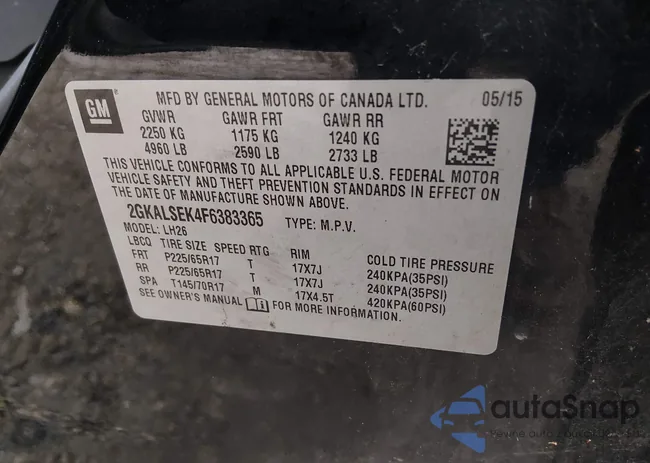 GM
MFD BY GENERAL MOTORS OF CANADA LTD. 05/15
GVWR GAWR FRT GAWR RR
2250 KG 1175 KG 1240 KG
4960 LB 2590 LB 2733 LB
THIS VEHICLE CONFORMS TO ALL APPLICABLE U.S. FEDERAL MOTOR
VEHICLE SAFETY AND THEFT PREVENTION STANDARDS IN EFFECT ON
THE DATE OF MANUFACTURE SHOWN ABOVE.
2GKALSEK4F6383365 TYPE: M.P.V.
MODEL: LH26
LBCQ TIRE SIZE SPEED RTG RIM COLD TIRE PRESSURE
FRT P225/65R17 T 17X7J 240KPA(35PSI)
RR P225/65R17 T 17X7J 240KPA(35PSI)
SPA T145/70R17 M 17X4.5T 420KPA(60PSI)
SEE OWNER'S MANUAL FOR MORE INFORMATION.
autaSnap